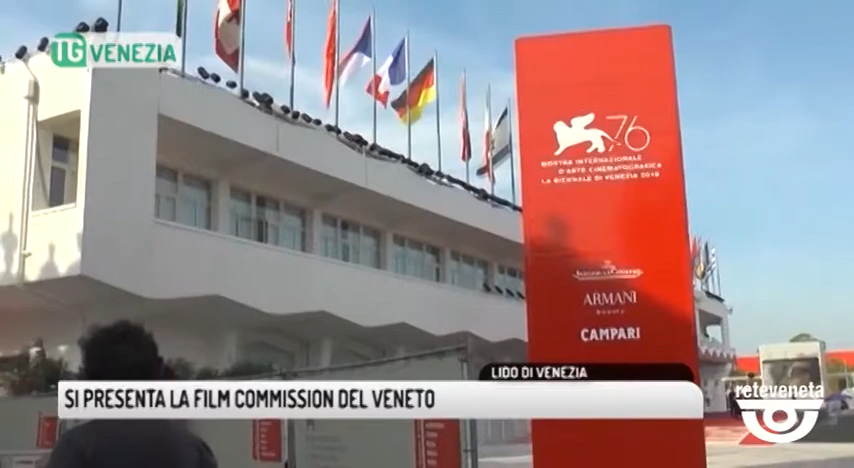 TG VENEZIA
76
MOSTRA INTERNAZIONALE
D'ARTE CINEMATOGRAFICA
LA BIENNALE DI VENEZIA 2019
ARMANI
beauty
CAMPARI
LIDO DI VENEZIA
SI PRESENTA LA FILM COMMISSION DEL VENETO
reteveneta